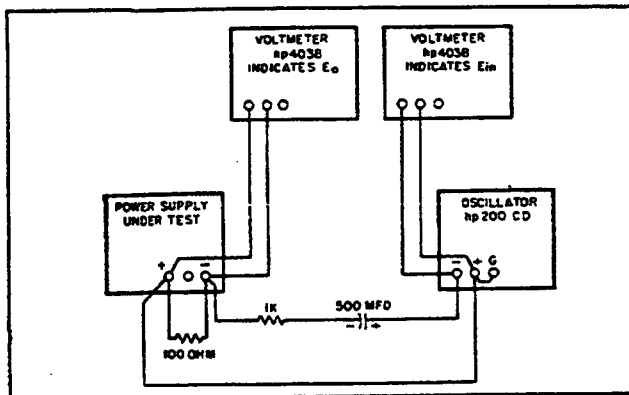 VOLTMETER
hp403B
INDICATES Eo
VOLTMETER
hp403B
INDICATES Ein
POWER SUPPLY
UNDER TEST
+
-
OSCILLATOR
hp 200 CD
- + G
1K
500 MFD
- +
100 OHM